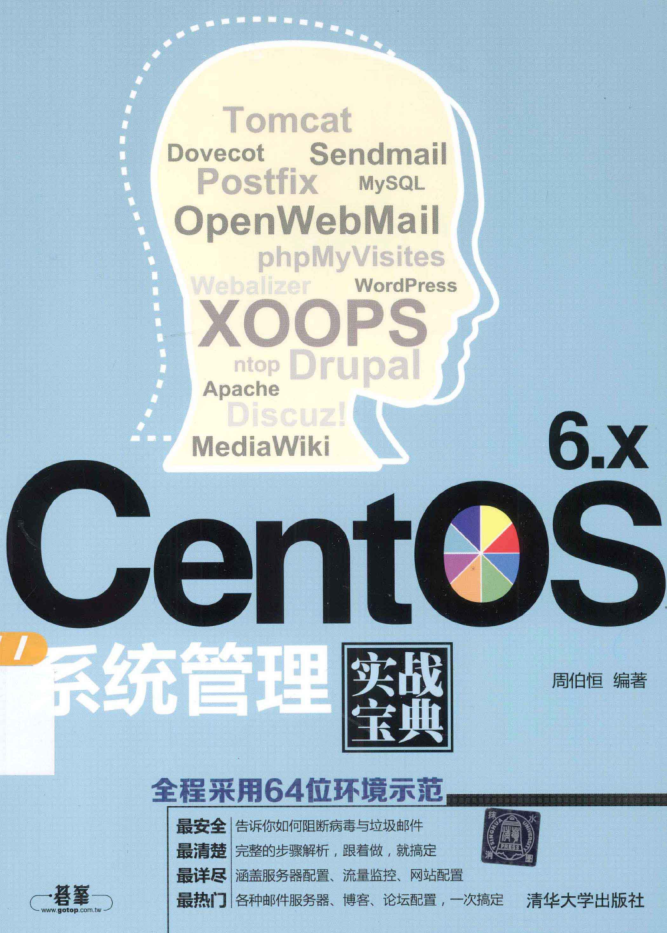 Tomcat
Dovecot Sendmail
Postfix MySQL
OpenWebMail
phpMyVisites
Webalizer WordPress
XOOPS
ntop Drupal
Apache
Discuz!
MediaWiki
6.x
CentOS
系统管理 实战宝典
周伯恒 编著
全程采用64位环境示范
最安全 告诉你如何阻断病毒与垃圾邮件
最清楚 完整的步骤解析，跟着做，就搞定
最详尽 涵盖服务器配置、流量监控、网站配置
最热门 各种邮件服务器、博客、论坛配置，一次搞定
清华大学出版社
碁峯
www.gotop.com.tw